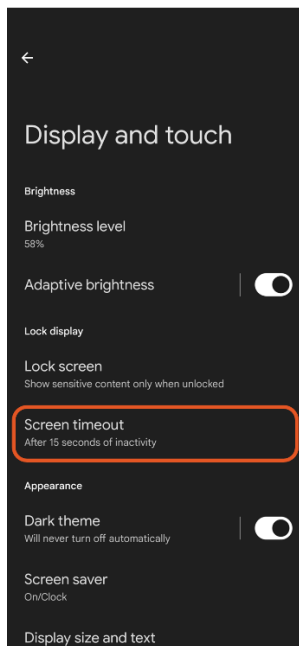 Display and touch
Brightness
Brightness level
58%
Adaptive brightness
Lock display
Lock screen
Show sensitive content only when unlocked
Screen timeout
After 15 seconds of inactivity
Appearance
Dark theme
Will never turn off automatically
Screen saver
On/Clock
Display size and text